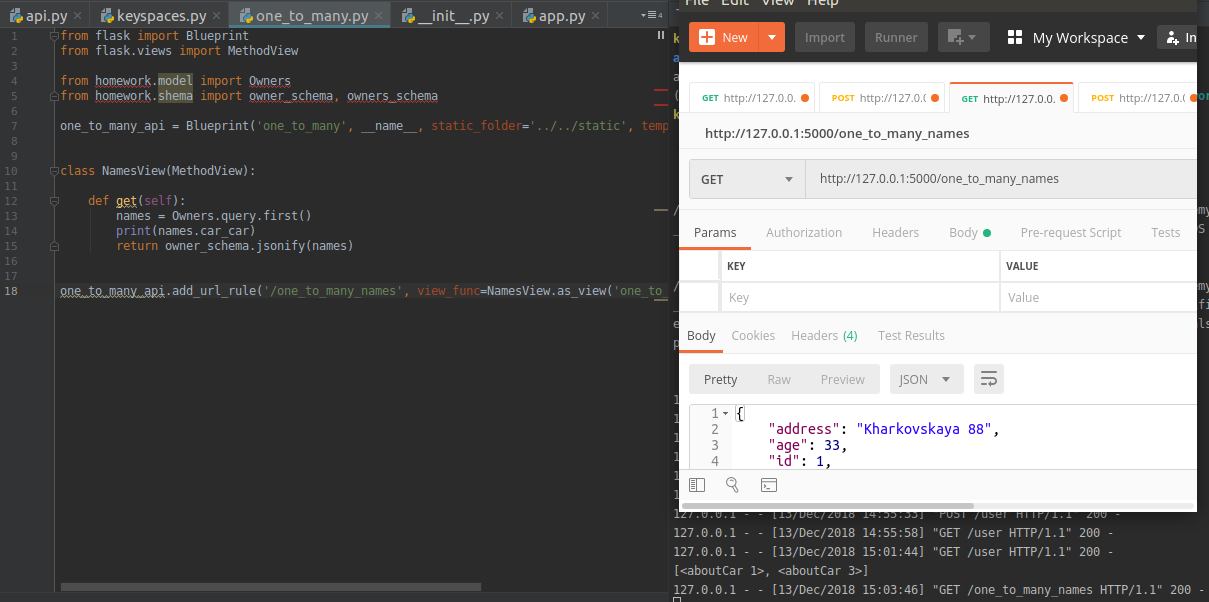 api.py
keyspaces.py
one_to_many.py
__init__.py
app.py
4
1 from flask import Blueprint
2 from flask.views import MethodView
3
4 from homework.model import Owners
5 from homework.shema import owner_schema, owners_schema
6
7 one_to_many_api = Blueprint('one_to_many', __name__, static_folder='../../static', temp
8
9
10 class NamesView(MethodView):
11
12 def get(self):
13 names = Owners.query.first()
14 print(names.car_car)
15 return owner_schema.jsonify(names)
16
17
18 one_to_many_api.add_url_rule('/one_to_many_names', view_func=NamesView.as_view('one_to_
File Edit View Help
New
Import
Runner
My Workspace
In
GET http://127.0.0.
POST http://127.0.0.
GET http://127.0.0.
POST http://127.0.0.
http://127.0.0.1:5000/one_to_many_names
GET
http://127.0.0.1:5000/one_to_many_names
Params
Authorization
Headers
Body
Pre-request Script
Tests
KEY VALUE
Key Value
Body
Cookies
Headers (4)
Test Results
Pretty
Raw
Preview
JSON
1 {
2 "address": "Kharkovskaya 88",
3 "age": 33,
4 "id": 1,
127.0.0.1 - - [13/Dec/2018 14:55:33] "POST /user HTTP/1.1" 200 -
127.0.0.1 - - [13/Dec/2018 14:55:58] "GET /user HTTP/1.1" 200 -
127.0.0.1 - - [13/Dec/2018 15:01:44] "GET /user HTTP/1.1" 200 -
[<aboutCar 1>, <aboutCar 3>]
127.0.0.1 - - [13/Dec/2018 15:03:46] "GET /one_to_many_names HTTP/1.1" 200 -